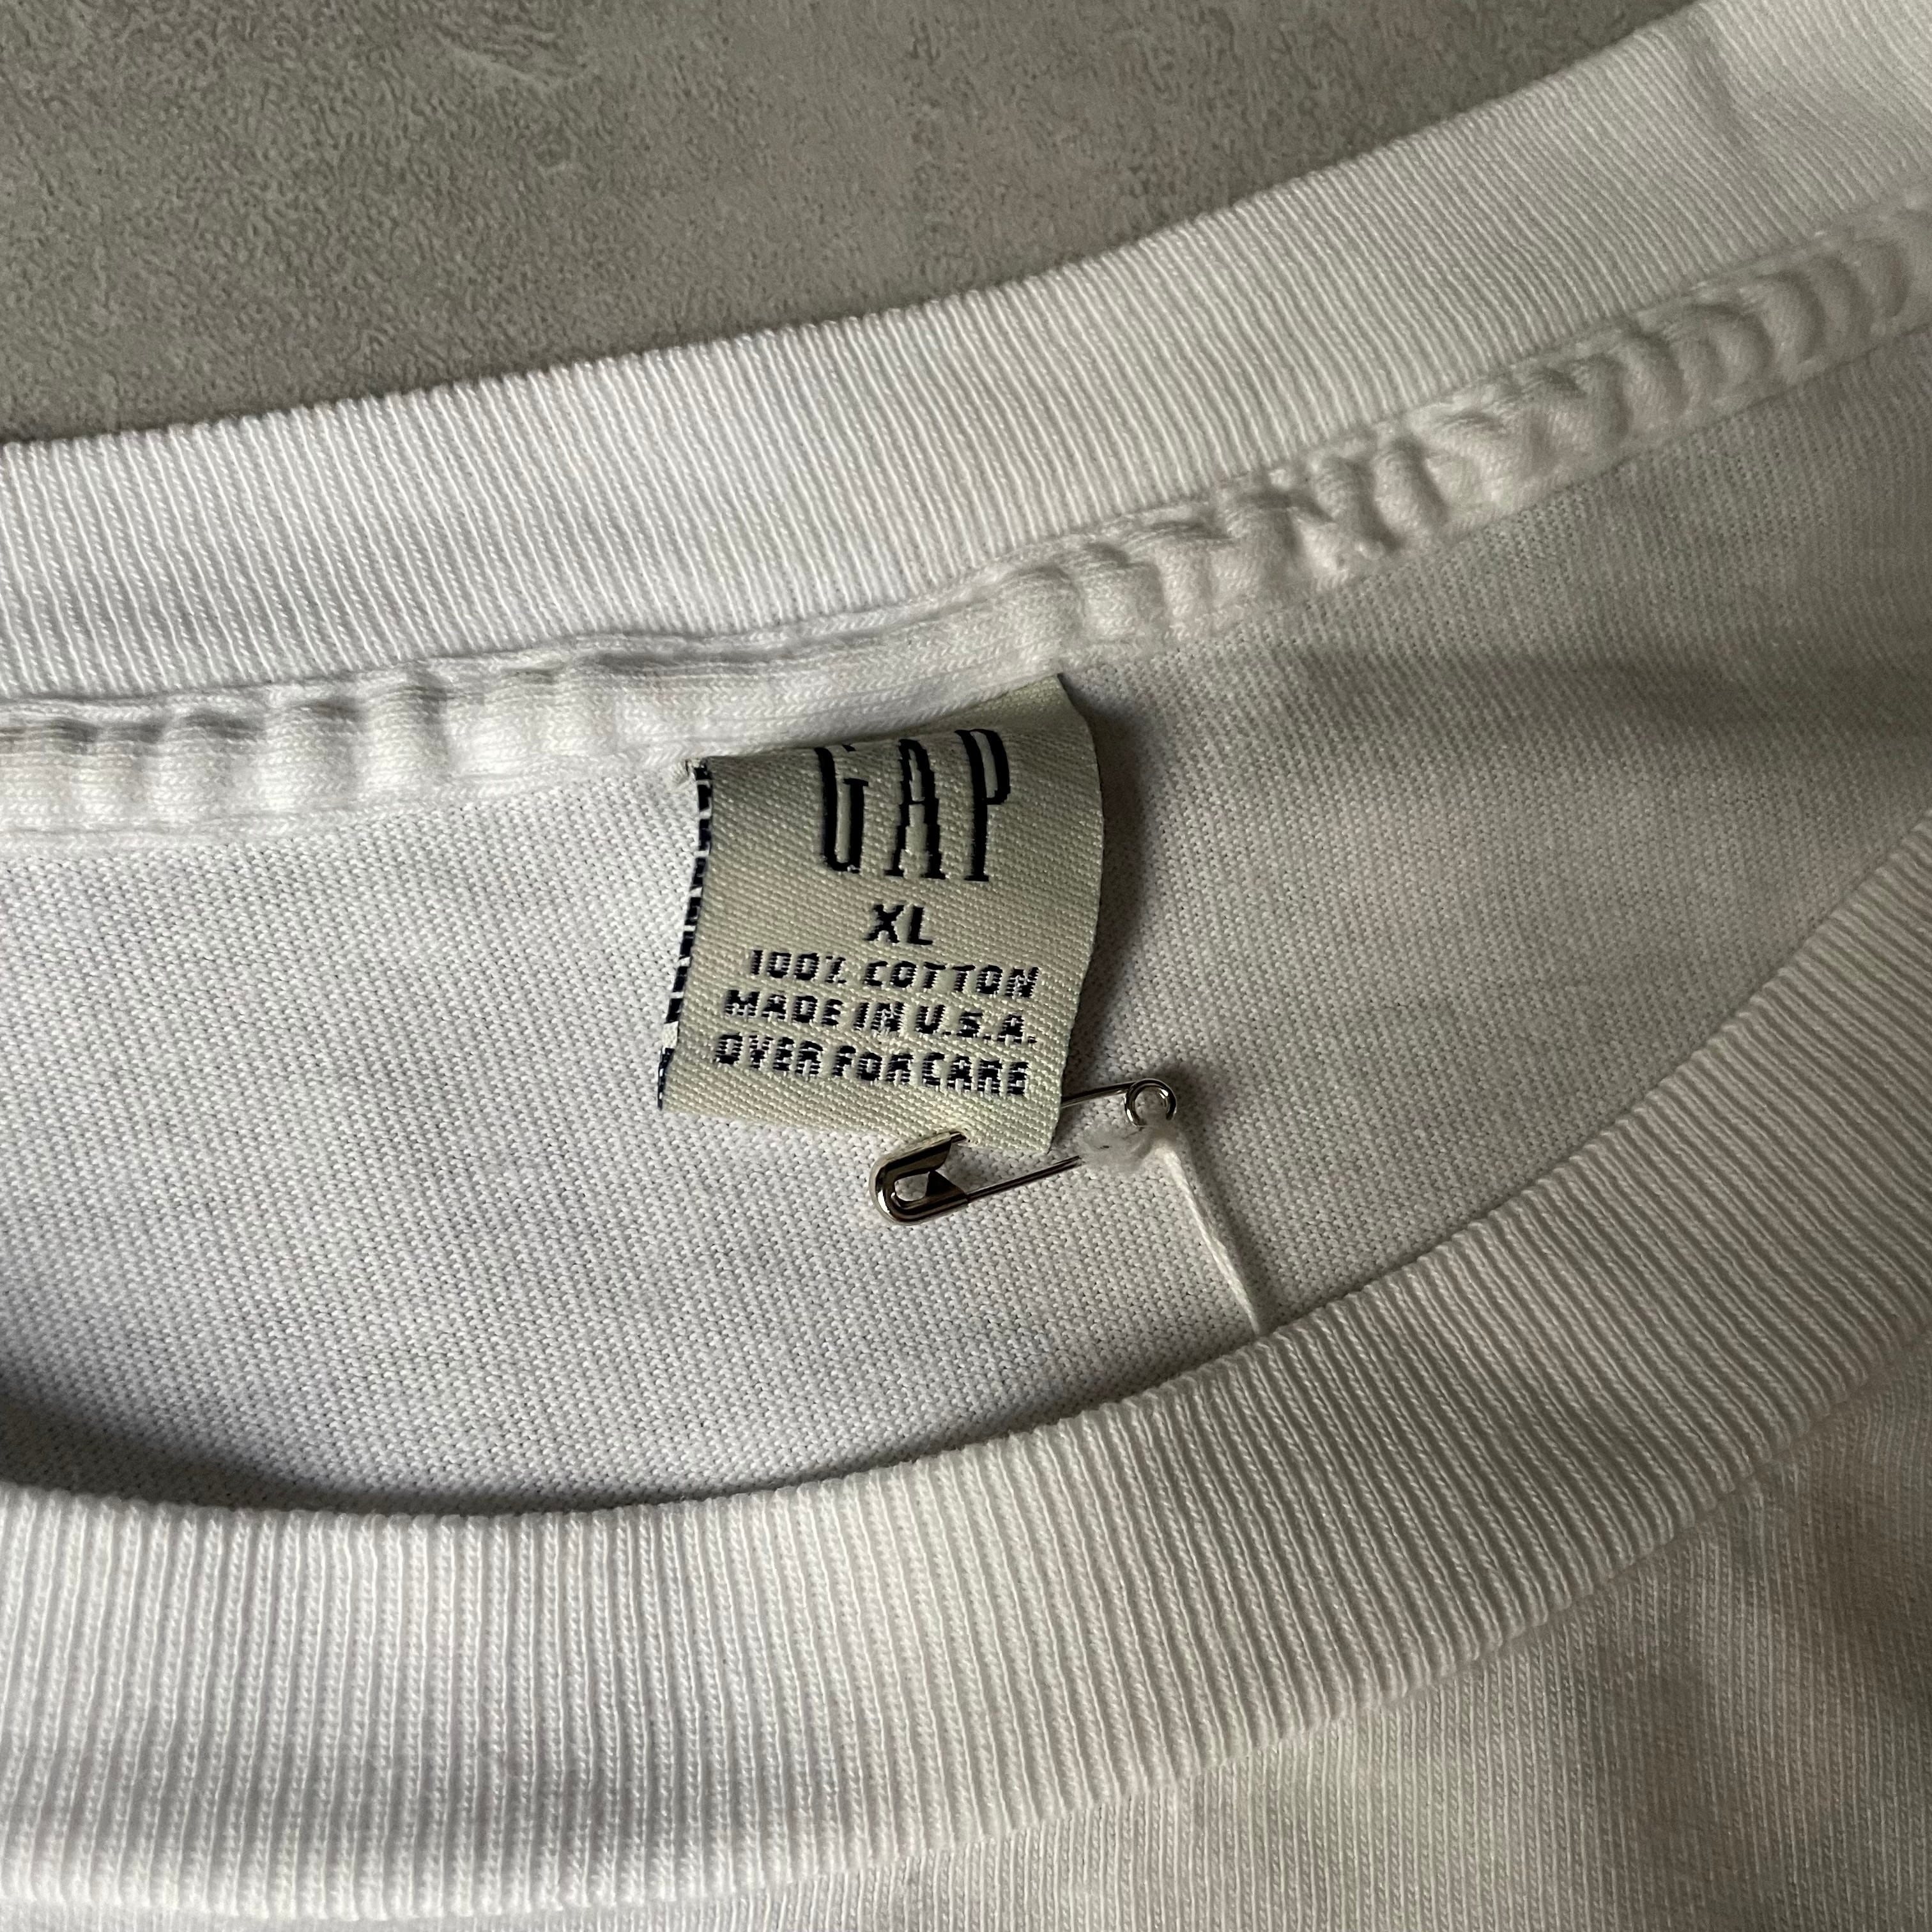 GAP
XL
100% COTTON
MADE IN U.S.A.
OVER FOR CARE